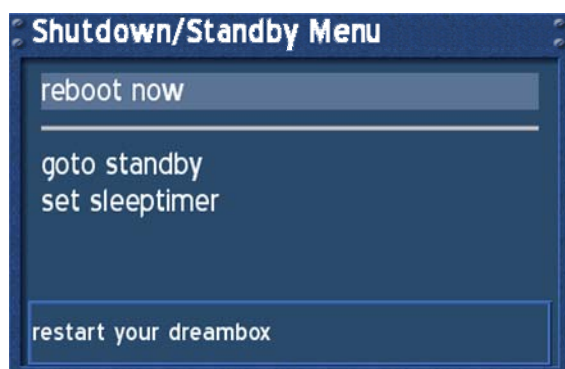 Shutdown/Standby Menu
reboot now
goto standby
set sleeptimer
restart your dreambox